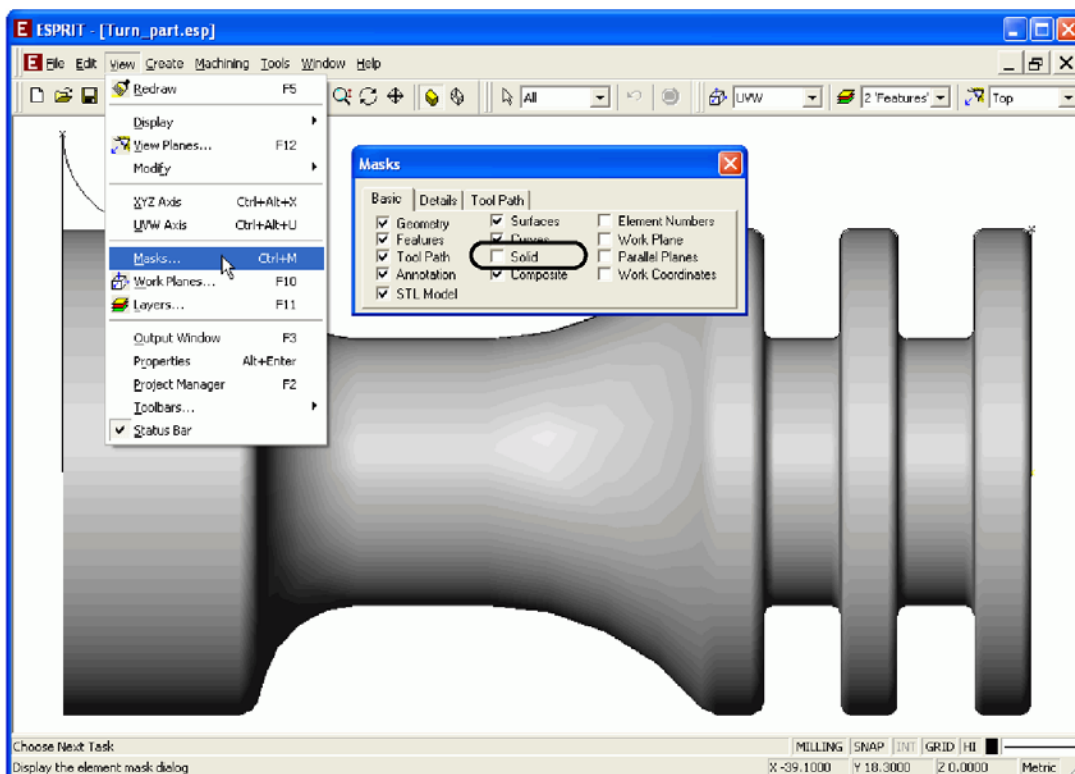 ESPRIT - [Turn_part.esp]
File Edit View Create Machining Tools Window Help
All UVW 2 'Features' Top
Redraw F5
Display
View Planes... F12
Modify
XYZ Axis Ctrl+Alt+X
UVW Axis Ctrl+Alt+U
Masks... Ctrl+M
Work Planes... F10
Layers... F11
Output Window F3
Properties Alt+Enter
Project Manager F2
Toolbars...
Status Bar
Masks
Basic Details Tool Path
Geometry Surfaces Element Numbers
Features Curves Work Plane
Tool Path Solid Parallel Planes
Annotation Composite Work Coordinates
STL Model
Choose Next Task MILLING SNAP INT GRID HI
Display the element mask dialog X -39.1000 Y 18.3000 Z 0.0000 Metric